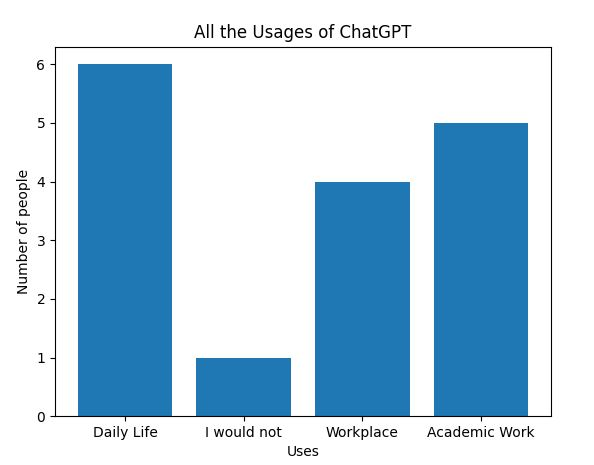 All the Usages of ChatGPT
Number of people
6
5
4
3
2
1
0
Daily Life
I would not
Workplace
Academic Work
Uses